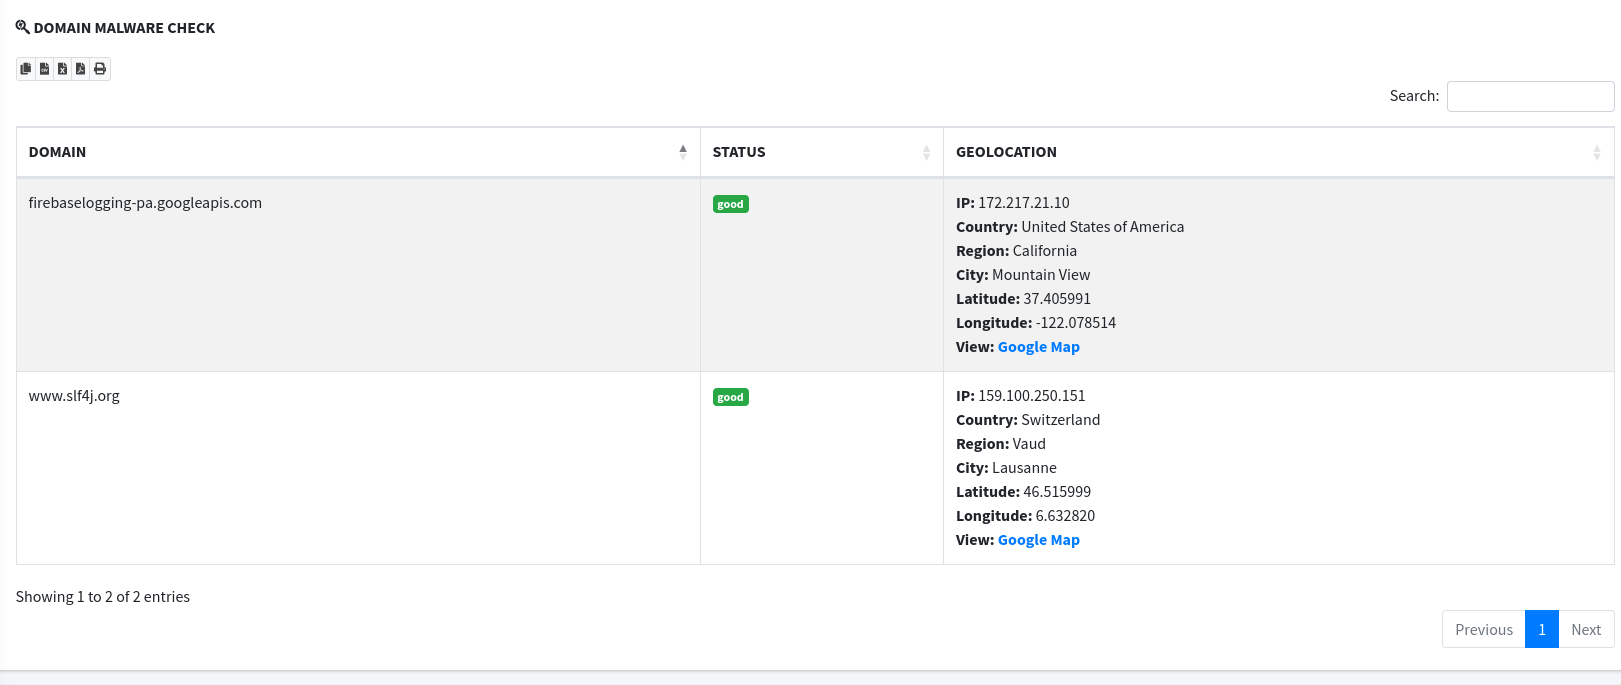 DOMAIN MALWARE CHECK
Search:
DOMAIN STATUS GEOLOCATION
firebaselogging-pa.googleapis.com good IP: 172.217.21.10
Country: United States of America
Region: California
City: Mountain View
Latitude: 37.405991
Longitude: -122.078514
View: Google Map
www.slf4j.org good IP: 159.100.250.151
Country: Switzerland
Region: Vaud
City: Lausanne
Latitude: 46.515999
Longitude: 6.632820
View: Google Map
Showing 1 to 2 of 2 entries
Previous 1 Next